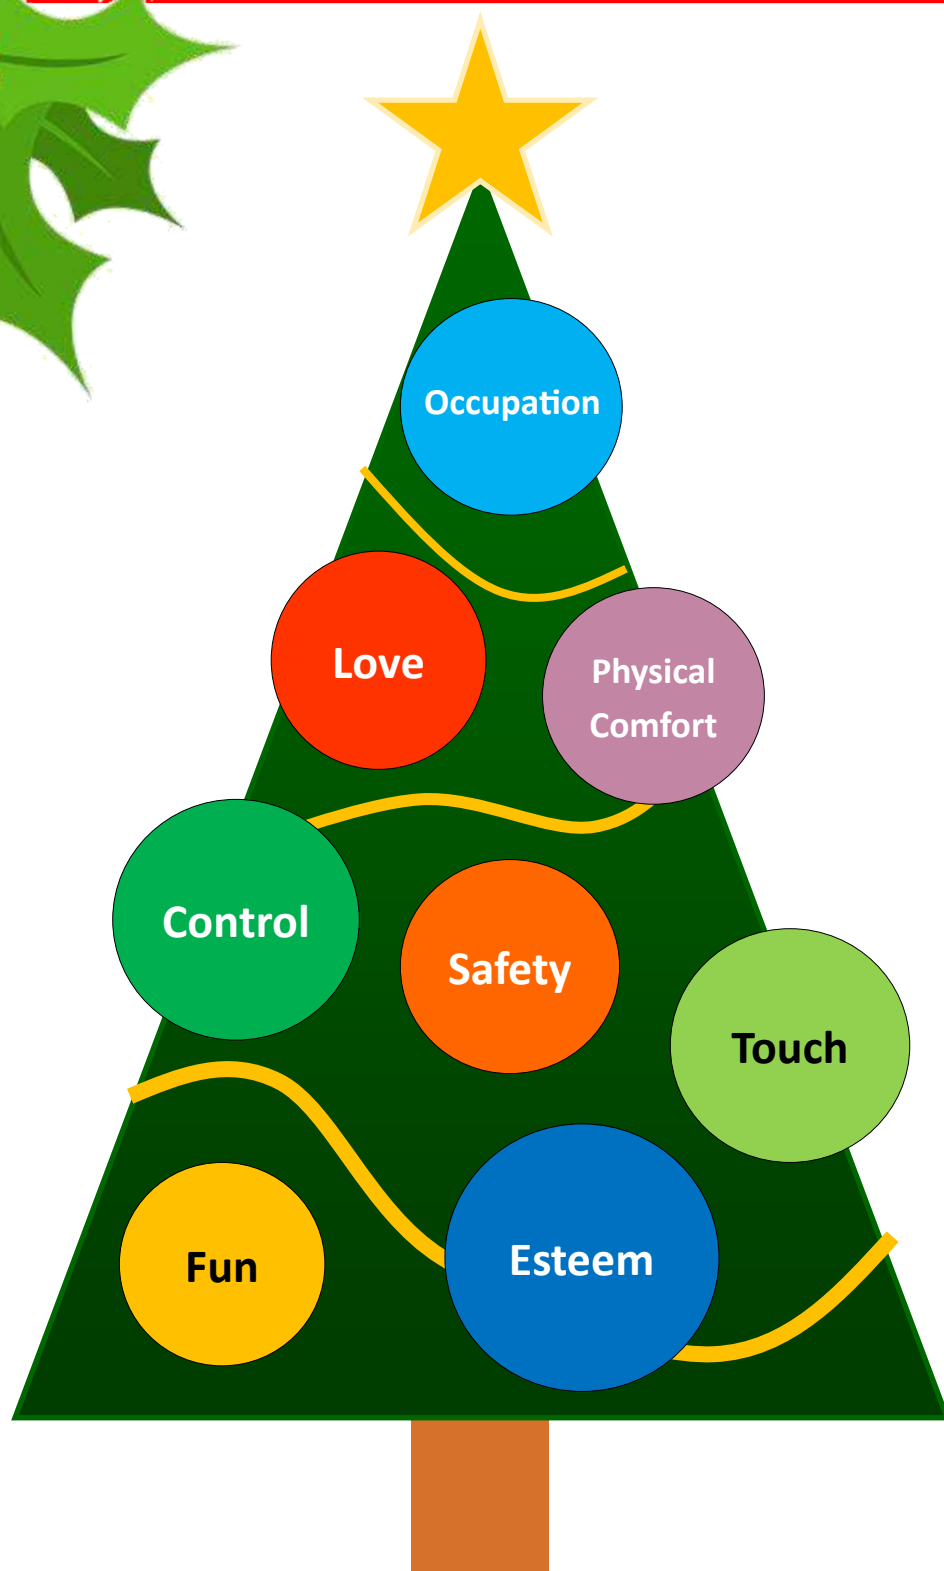 Occupation
Love
Physical
Comfort
Control
Safety
Touch
Fun
Esteem